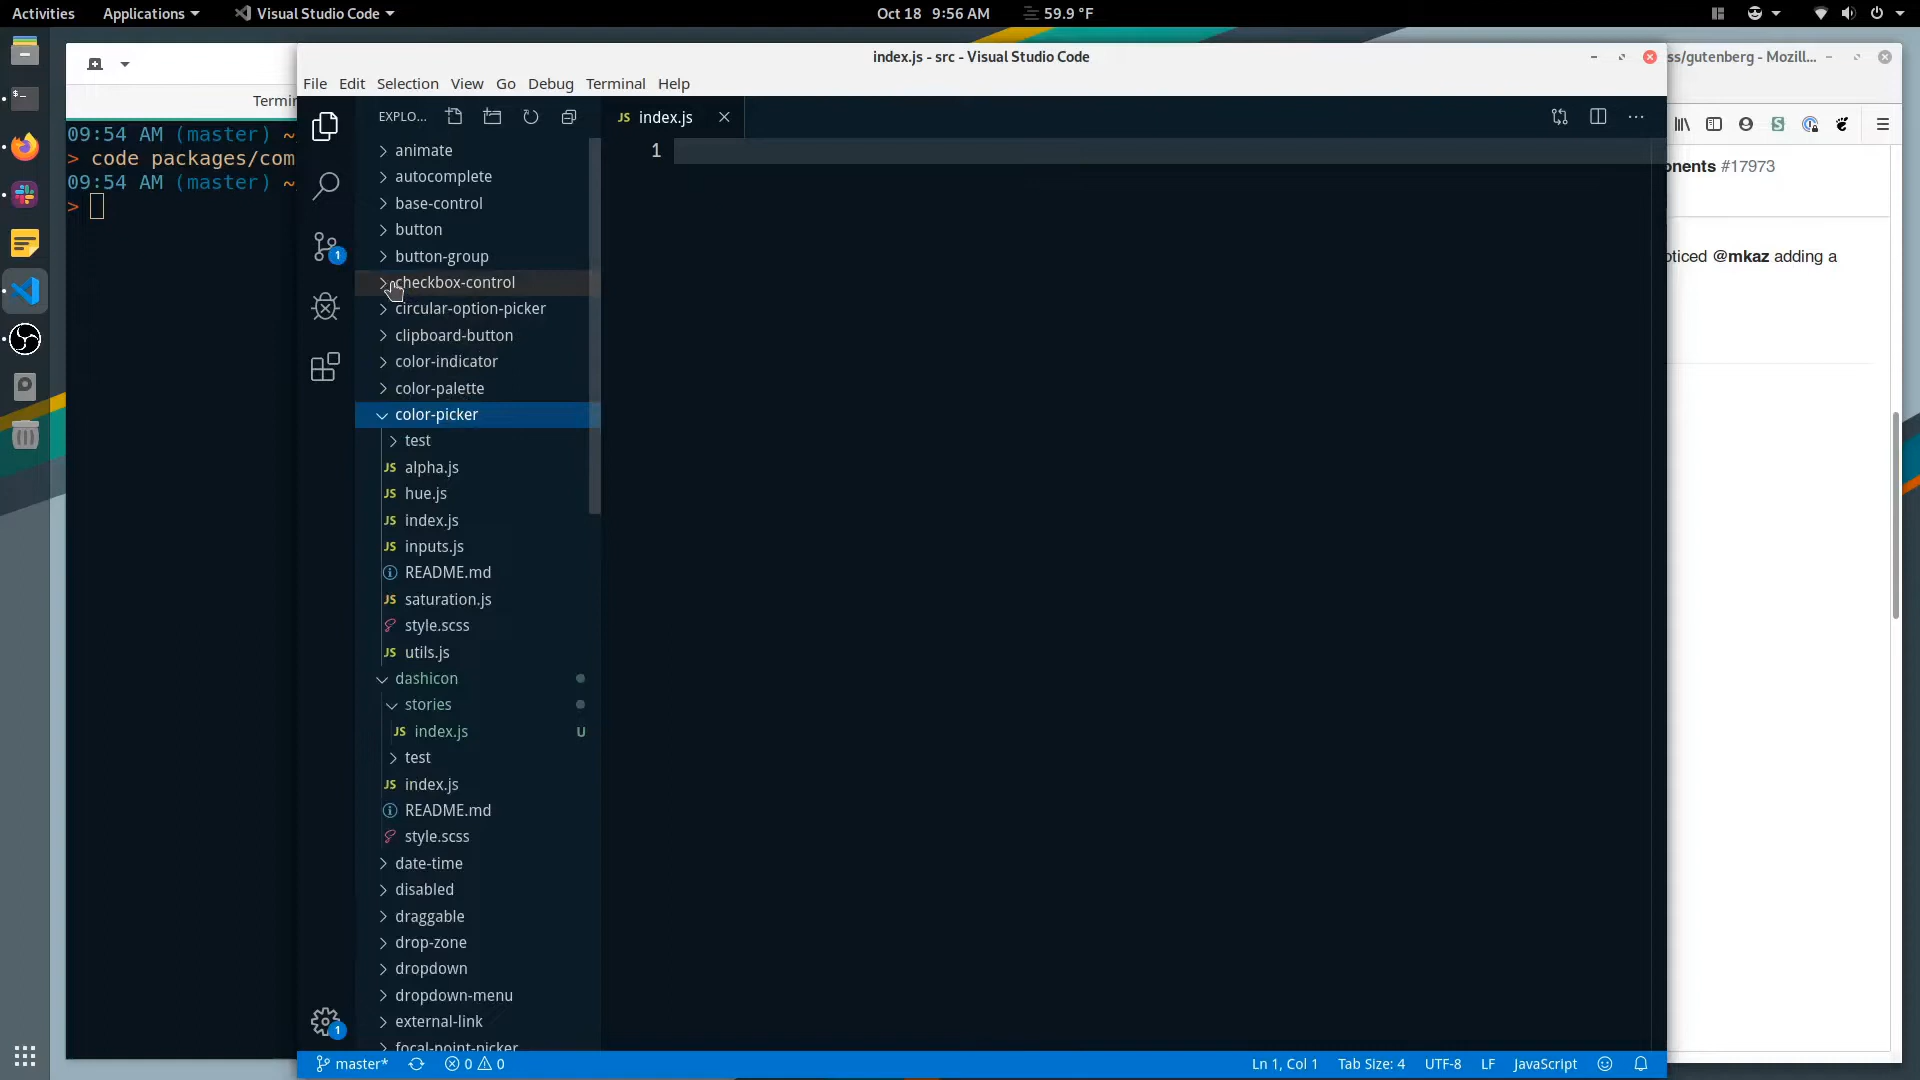 Activities
Applications
Visual Studio Code
Oct 18 9:56 AM
59.9 °F
index.js - src - Visual Studio Code
ss/gutenberg - Mozill...
File Edit Selection View Go Debug Terminal Help
Termin
09:54 AM (master) ~
> code packages/com
09:54 AM (master) ~
>
EXPLO...
JS index.js
1
animate
autocomplete
base-control
button
button-group
checkbox-control
circular-option-picker
clipboard-button
color-indicator
color-palette
color-picker
test
JS alpha.js
JS hue.js
JS index.js
JS inputs.js
README.md
JS saturation.js
style.scss
JS utils.js
dashicon
stories
JS index.js U
test
JS index.js
README.md
style.scss
date-time
disabled
draggable
drop-zone
dropdown
dropdown-menu
external-link
focal-point-picker
1
1
onents #17973
oticed @mkaz adding a
master* 0 0
Ln 1, Col 1 Tab Size: 4 UTF-8 LF JavaScript